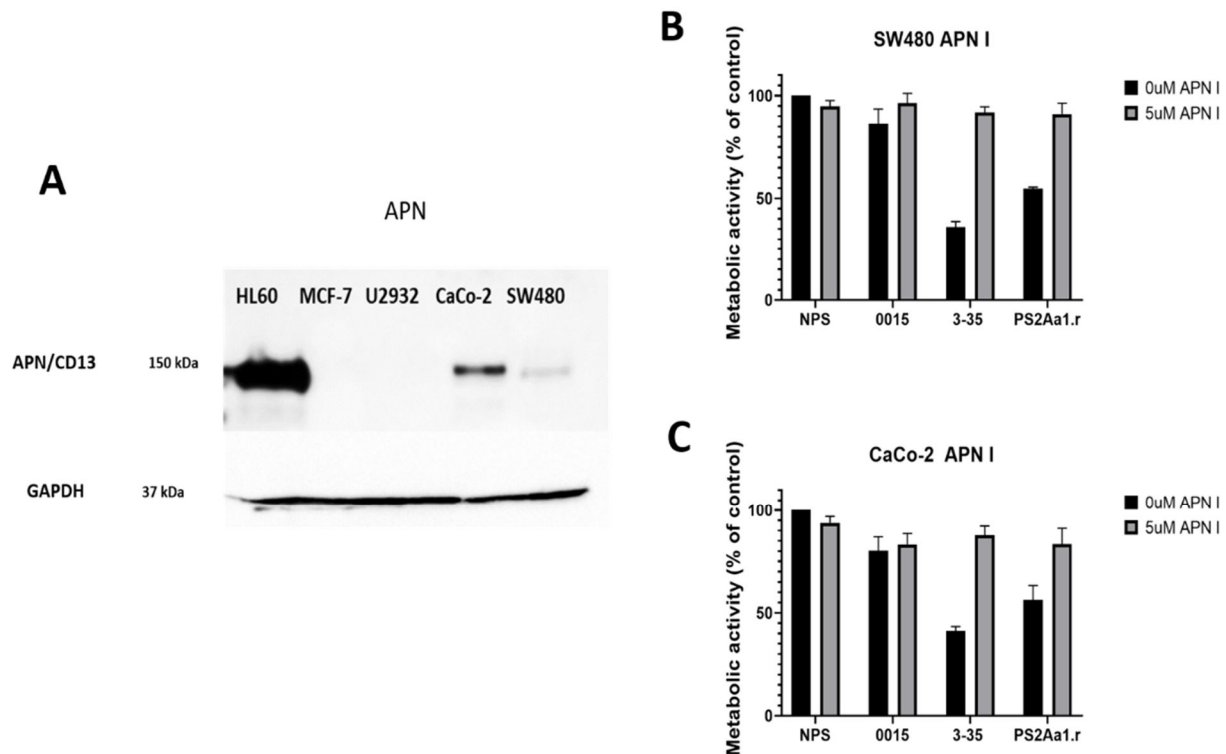 A
APN
HL60 MCF-7 U2932 CaCo-2 SW480
APN/CD13 150 kDa
GAPDH 37 kDa
B
SW480 APN I
Metabolic activity (% of control)
100
50
0
NPS 0015 3-35 PS2Aa1.r
0uM APN I
5uM APN I
C
CaCo-2 APN I
Metabolic activity (% of control)
100
50
0
NPS 0015 3-35 PS2Aa1.r
0uM APN I
5uM APN I